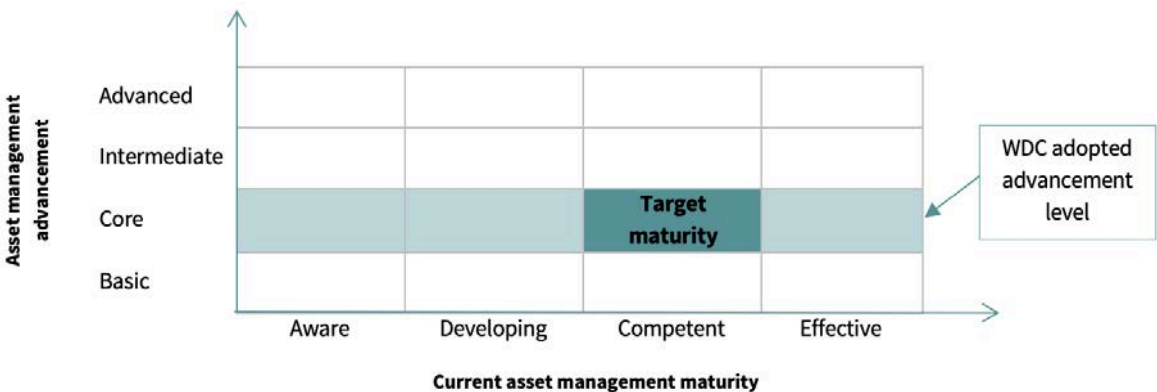 Asset management
advancement
Advanced
Intermediate
Core
Basic
Target
maturity
WDC adopted
advancement
level
Aware
Developing
Competent
Effective
Current asset management maturity